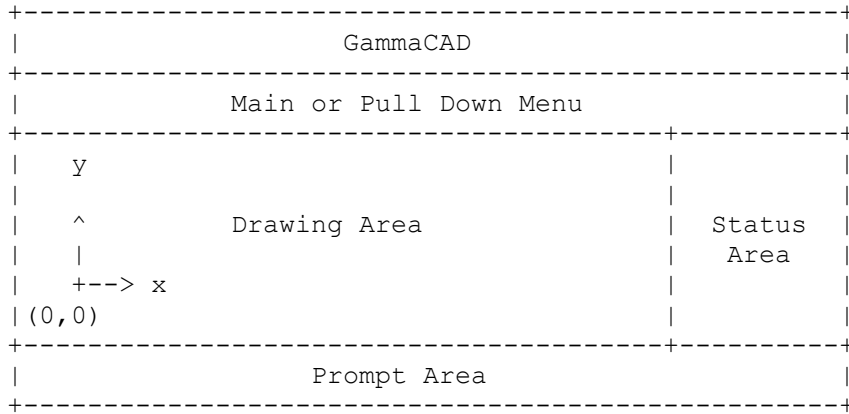 GammaCAD
Main or Pull Down Menu
y
^ Drawing Area Status
| Area
+--> x
(0,0)
Prompt Area